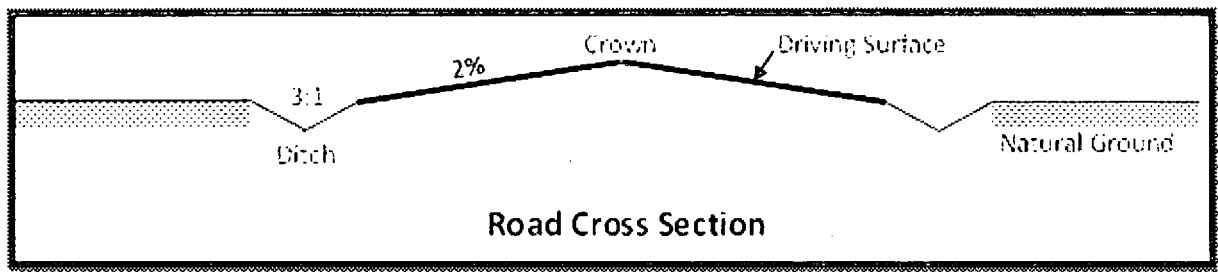 Crown
Driving Surface
2%
3:1
Ditch
Natural Ground
Road Cross Section